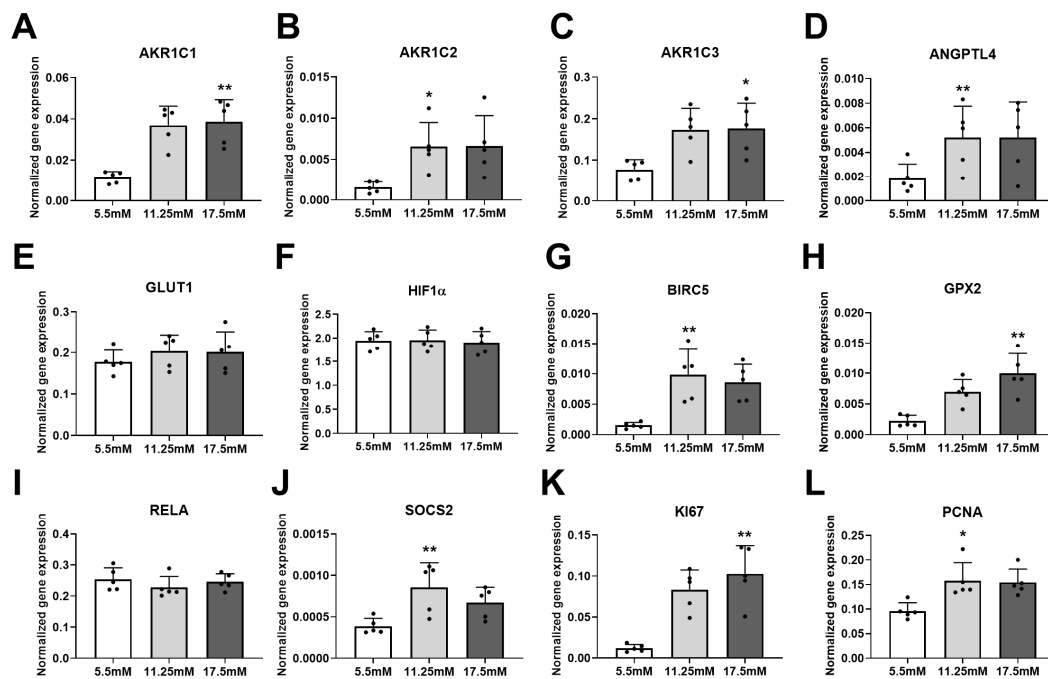 A
AKR1C1
Normalized gene expression
0.06
0.04
0.02
0.00
**
5.5mM 11.25mM 17.5mM
B
AKR1C2
Normalized gene expression
0.015
0.010
0.005
0.000
*
5.5mM 11.25mM 17.5mM
C
AKR1C3
Normalized gene expression
0.3
0.2
0.1
0.0
*
5.5mM 11.25mM 17.5mM
D
ANGPTL4
Normalized gene expression
0.010
0.008
0.006
0.004
0.002
0.000
**
5.5mM 11.25mM 17.5mM
E
GLUT1
Normalized gene expression
0.3
0.2
0.1
0.0
5.5mM 11.25mM 17.5mM
F
HIF1α
Normalized gene expression
2.5
2.0
1.5
1.0
2.5
0.0
5.5mM 11.25mM 17.5mM
G
BIRC5
Normalized gene expression
0.020
0.015
0.010
0.005
0.000
**
5.5mM 11.25mM 17.5mM
H
GPX2
Normalized gene expression
0.020
0.015
0.010
0.005
0.000
**
5.5mM 11.25mM 17.5mM
I
RELA
Normalized gene expression
0.4
0.3
0.2
0.1
0.0
5.5mM 11.25mM 17.5mM
J
SOCS2
Normalized gene expression
0.0015
0.0010
0.0005
0.0000
**
5.5mM 11.25mM 17.5mM
K
KI67
Normalized gene expression
0.15
0.10
0.05
0.00
**
5.5mM 11.25mM 17.5mM
L
PCNA
Normalized gene expression
0.25
0.20
0.15
0.10
0.15
0.00
*
5.5mM 11.25mM 17.5mM